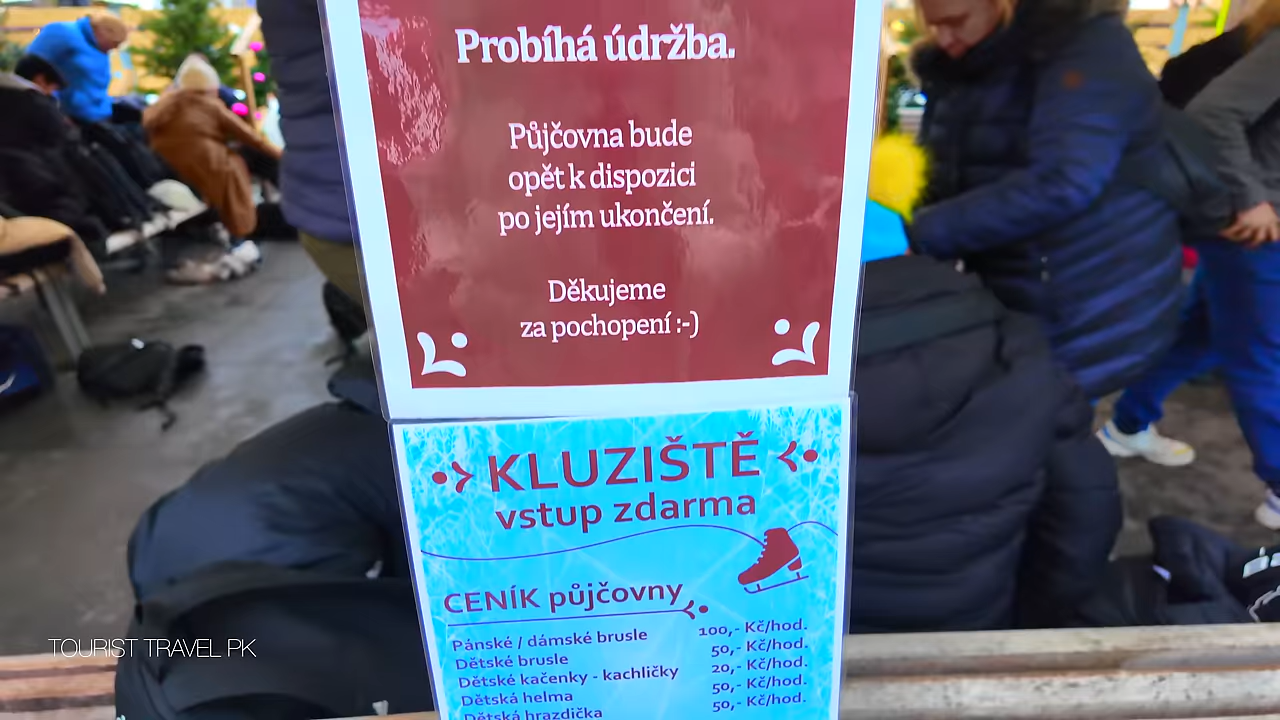 Probíhá údržba.
Půjčovna bude
opět k dispozici
po jejím ukončení.
Děkujeme
za pochopení :-)
KLUZIŠTĚ
vstup zdarma
CENÍK půjčovny
Pánské / dámské brusle 100,- Kč/hod.
Dětské brusle 50,- Kč/hod.
Dětské kačenky - kachličky 20,- Kč/hod.
Dětská helma 50,- Kč/hod.
Dětská hrazdička 50,- Kč/hod.
TOURIST TRAVEL PK